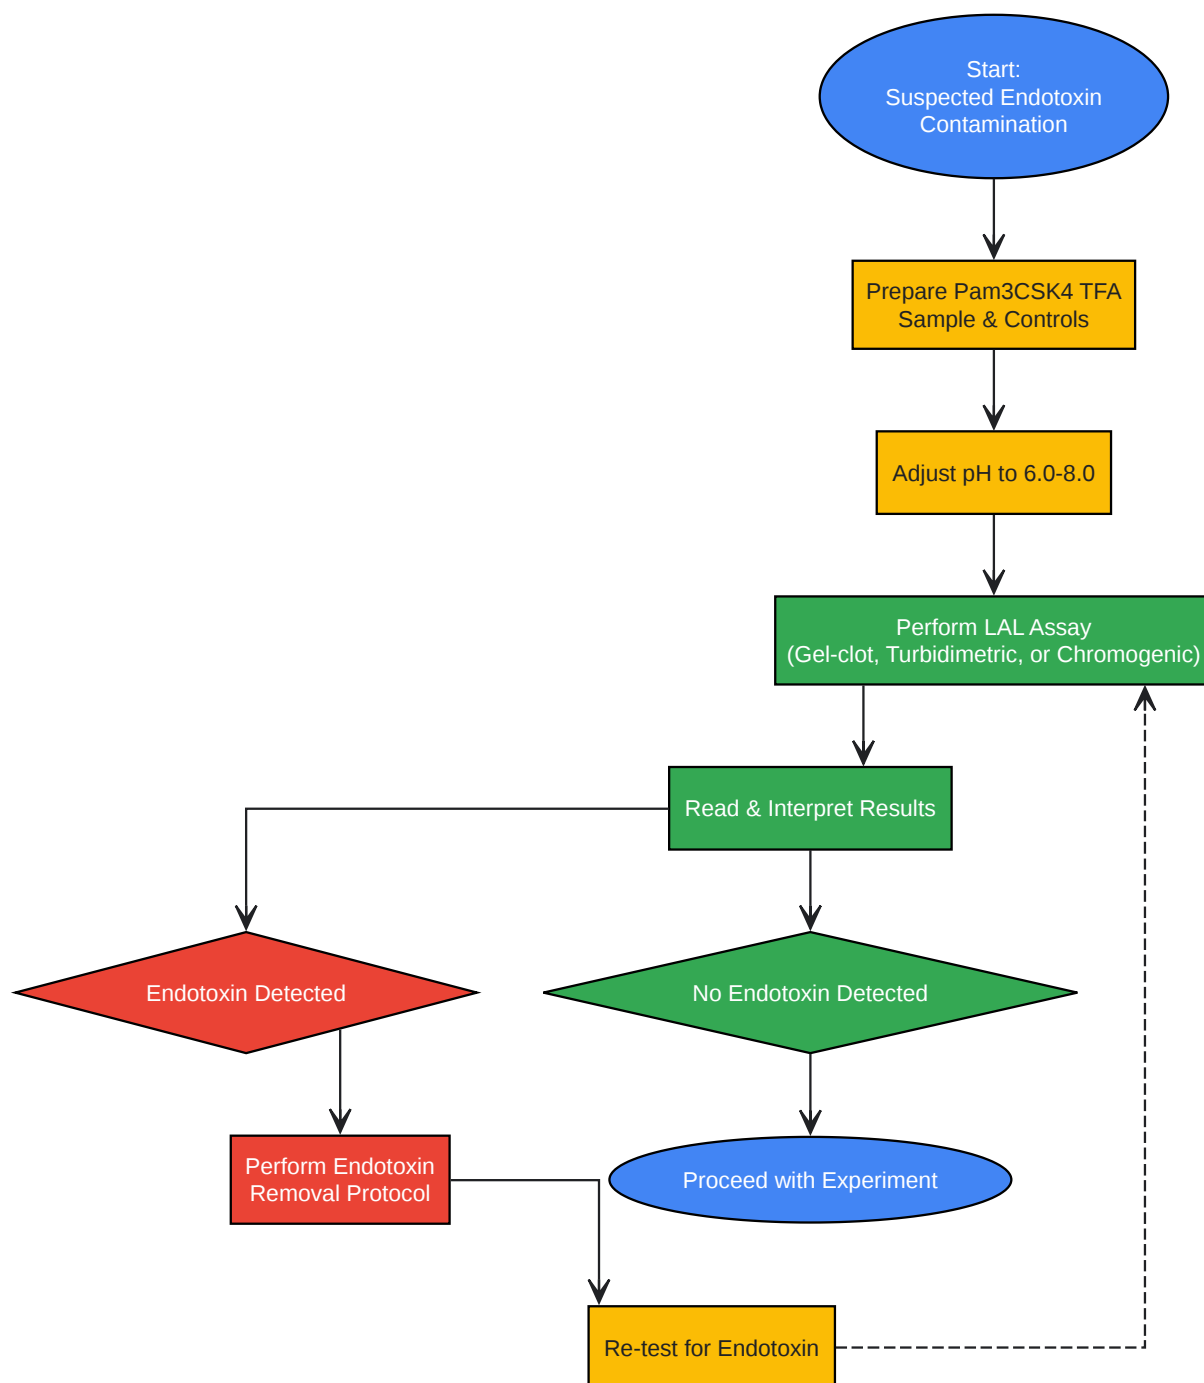 Start:
Suspected Endotoxin
Contamination
Prepare Pam3CSK4 TFA
Sample & Controls
Adjust pH to 6.0-8.0
Perform LAL Assay
(Gel-clot, Turbidimetric, or Chromogenic)
Read & Interpret Results
Endotoxin Detected
No Endotoxin Detected
Perform Endotoxin
Removal Protocol
Proceed with Experiment
Re-test for Endotoxin